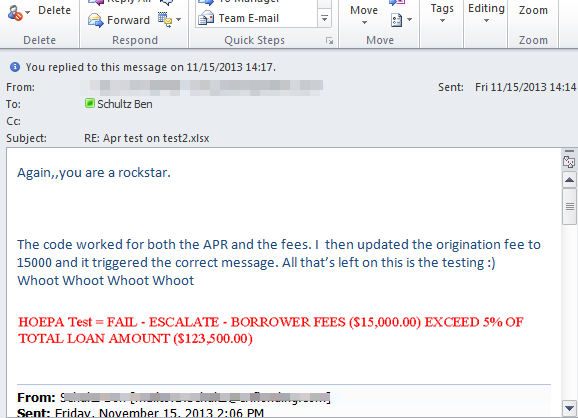 Reply All
To Manager
Delete
Forward
Team E-mail
Move
Tags
Editing
Zoom
Delete
Respond
Quick Steps
Move
Zoom
You replied to this message on 11/15/2013 14:17.
From:
Sent: Fri 11/15/2013 14:14
To: Schultz Ben
Cc:
Subject: RE: Apr test on test2.xlsx
Again,,you are a rockstar.
The code worked for both the APR and the fees. I then updated the origination fee to
15000 and it triggered the correct message. All that's left on this is the testing :)
Whoot Whoot Whoot Whoot
HOEPA Test = FAIL - ESCALATE - BORROWER FEES ($15,000.00) EXCEED 5% OF
TOTAL LOAN AMOUNT ($123,500.00)
From:
Sent: Friday, November 15, 2013 2:06 PM